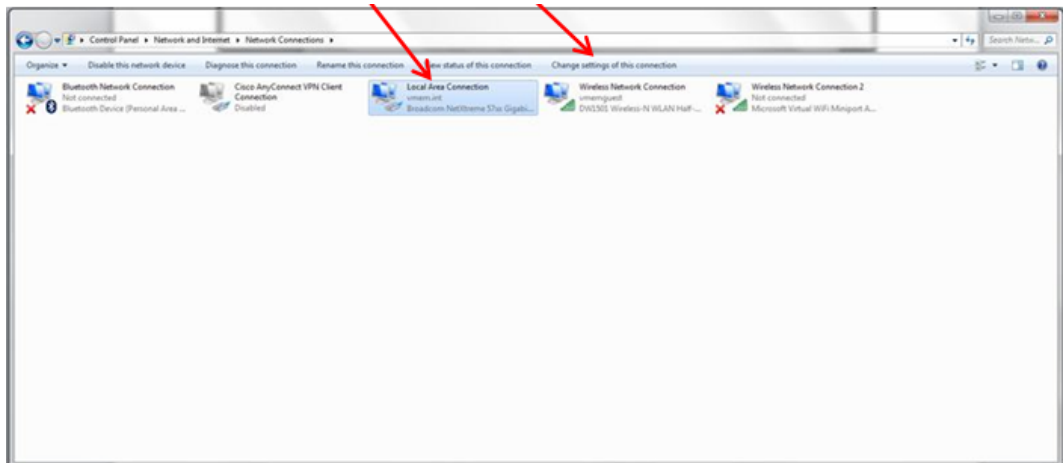 Control Panel ▸ Network and Internet ▸ Network Connections ▸
Search Netw...
Organize ▾ Disable this network device Diagnose this connection Rename this connection status of this connection Change settings of this connection
Bluetooth Network Connection
Not connected
Bluetooth Device (Personal Area ...
Cisco AnyConnect VPN Client
Connection
Disabled
Local Area Connection
vmem.int
Broadcom NetXtreme 57xx Gigabi...
Wireless Network Connection
vmemguest
DW1501 Wireless-N WLAN Half-...
Wireless Network Connection 2
Not connected
Microsoft Virtual WiFi Miniport A...